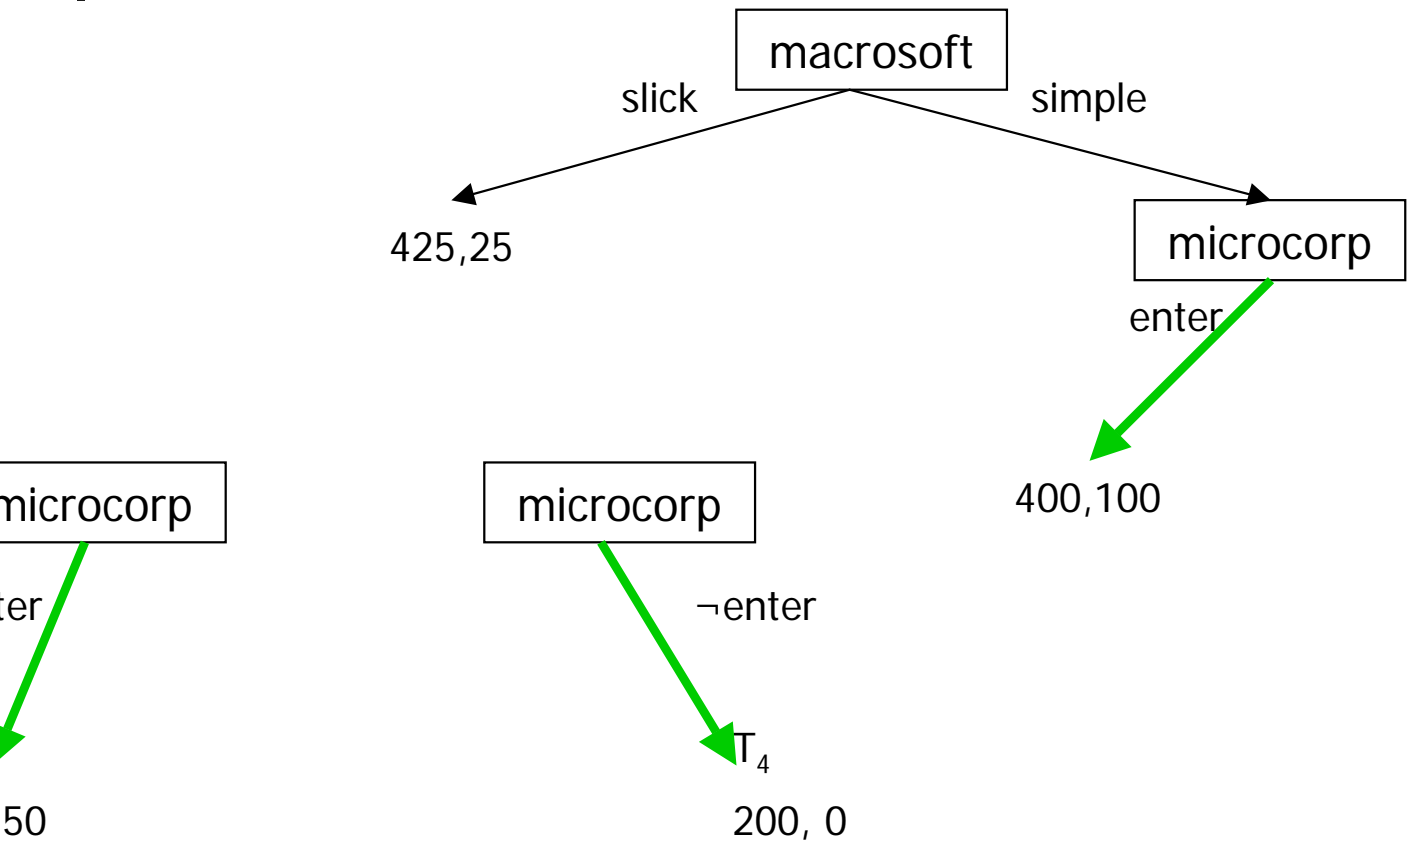 macrosoft
slick
simple
425,25
microcorp
enter
400,100
microcorp
microcorp
¬enter
T4
50
200, 0